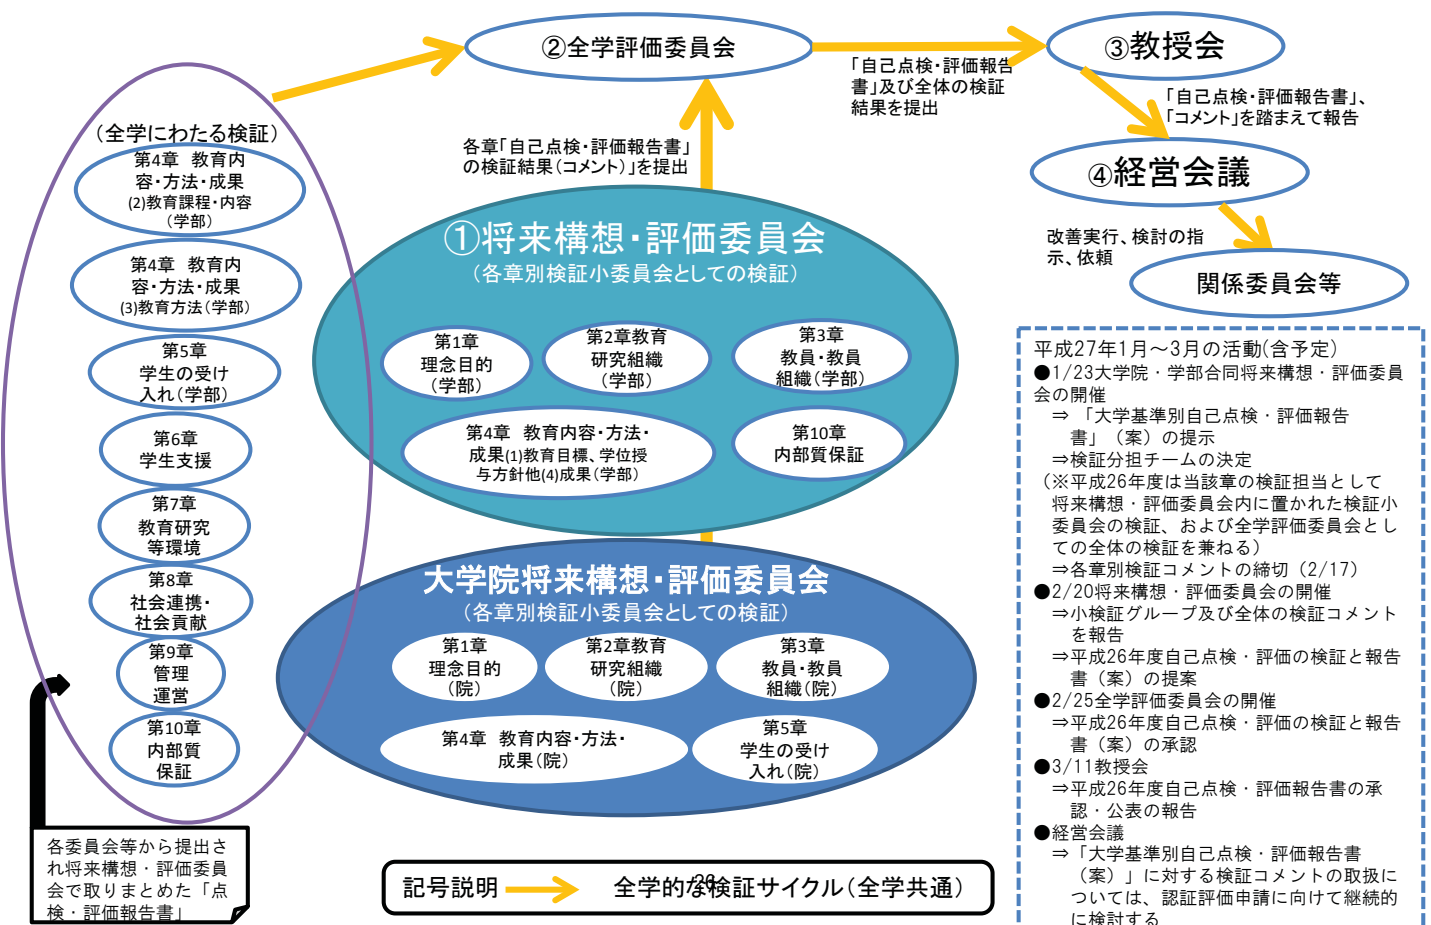 ②全学評価委員会
③教授会
「自己点検・評価報告
書」及び全体の検証
結果を提出
「自己点検・評価報告書」、
「コメント」を踏まえて報告
④経営会議
改善実行、検討の指
示、依頼
関係委員会等
各章「自己点検・評価報告書」
の検証結果（コメント）」を提出
（全学にわたる検証）
第4章　教育内
容・方法・成果
(2)教育課程・内容
（学部）
第4章　教育内
容・方法・成果
(3)教育方法（学部）
第5章
学生の受け
入れ（学部）
第6章
学生支援
第7章
教育研究
等環境
第8章
社会連携・
社会貢献
第9章
管理
運営
第10章
内部質
保証
各委員会等から提出さ
れ将来構想・評価委員
会で取りまとめた「点
検・評価報告書」
①将来構想・評価委員会
（各章別検証小委員会としての検証）
第1章
理念目的
（学部）
第2章教育
研究組織
（学部）
第3章
教員・教員
組織（学部）
第4章　教育内容・方法・
成果(1)教育目標、学位授
与方針他(4)成果（学部）
第10章
内部質保証
大学院将来構想・評価委員会
（各章別検証小委員会としての検証）
第1章
理念目的
（院）
第2章教育
研究組織
（院）
第3章
教員・教員
組織（院）
第4章　教育内容・方法・
成果（院）
第5章
学生の受け
入れ（院）
記号説明　全学的な検証サイクル（全学共通）
26
平成27年1月～3月の活動(含予定)
●1/23大学院・学部合同将来構想・評価委員
会の開催
⇒「大学基準別自己点検・評価報告
書」（案）の提示
⇒検証分担チームの決定
（※平成26年度は当該章の検証担当として
将来構想・評価委員会内に置かれた検証小
委員会の検証、および全学評価委員会とし
ての全体の検証を兼ねる）
⇒各章別検証コメントの締切（2/17）
●2/20将来構想・評価委員会の開催
⇒小検証グループ及び全体の検証コメント
を報告
⇒平成26年度自己点検・評価の検証と報告
書（案）の提案
●2/25全学評価委員会の開催
⇒平成26年度自己点検・評価の検証と報告
書（案）の承認
●3/11教授会
⇒平成26年度自己点検・評価報告書の承
認・公表の報告
●経営会議
⇒「大学基準別自己点検・評価報告書
（案）」に対する検証コメントの取扱に
ついては、認証評価申請に向けて継続的
に検討する